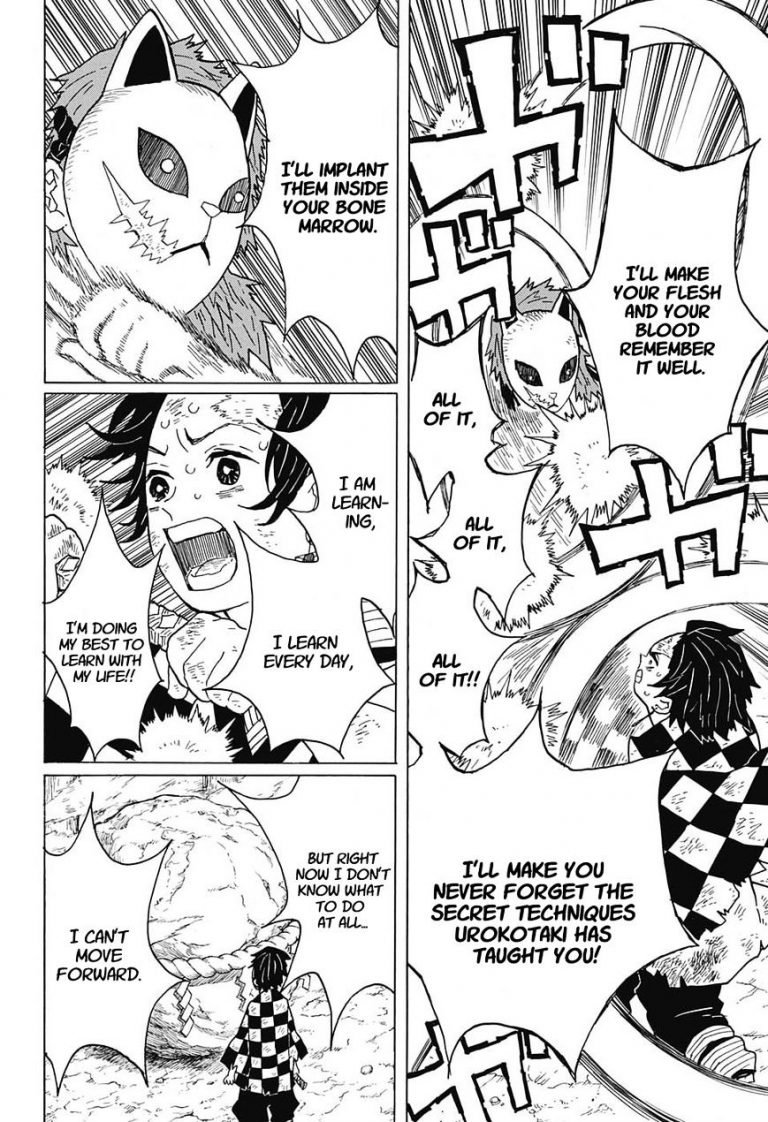 I'LL MAKE
YOUR FLESH
AND YOUR
BLOOD
REMEMBER
IT WELL.
ALL
OF IT,
ALL
OF IT,
ALL
OF IT!!
I'LL MAKE YOU
NEVER FORGET THE
SECRET TECHNIQUES
UROKOTAKI HAS
TAUGHT YOU!
I'LL IMPLANT
THEM INSIDE
YOUR BONE
MARROW.
I AM
LEARN-
ING,
I LEARN
EVERY DAY,
I'M DOING
MY BEST TO
LEARN WITH
MY LIFE!!
BUT RIGHT
NOW I DON'T
KNOW WHAT
TO DO
AT ALL...
I CAN'T
MOVE
FORWARD.